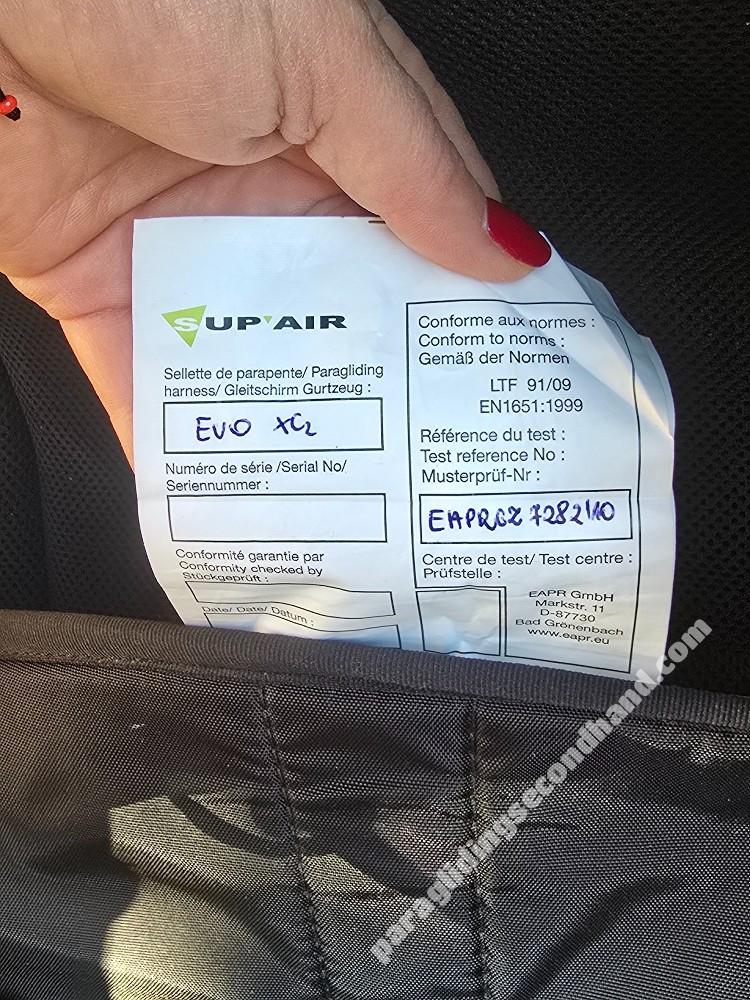 SUP'AIR
Sellette de parapente/ Paragliding
harness/ Gleitschirm Gurtzeug :
EVO XC2
Numéro de série /Serial No/
Seriennummer :
Conformité garantie par
Conformity checked by
Stückgeprüft :
Date/ Date/ Datum :
Conforme aux normes :
Conform to norms :
Gemäß der Normen
LTF 91/09
EN1651:1999
Référence du test :
Test reference No :
Musterprüf-Nr :
EAPRGZ 7282/10
Centre de test/ Test centre :
Prüfstelle :
EAPR GmbH
Markstr. 11
D-87730
Bad Grönenbach
www.eapr.eu
paraglidingsecondhand.com